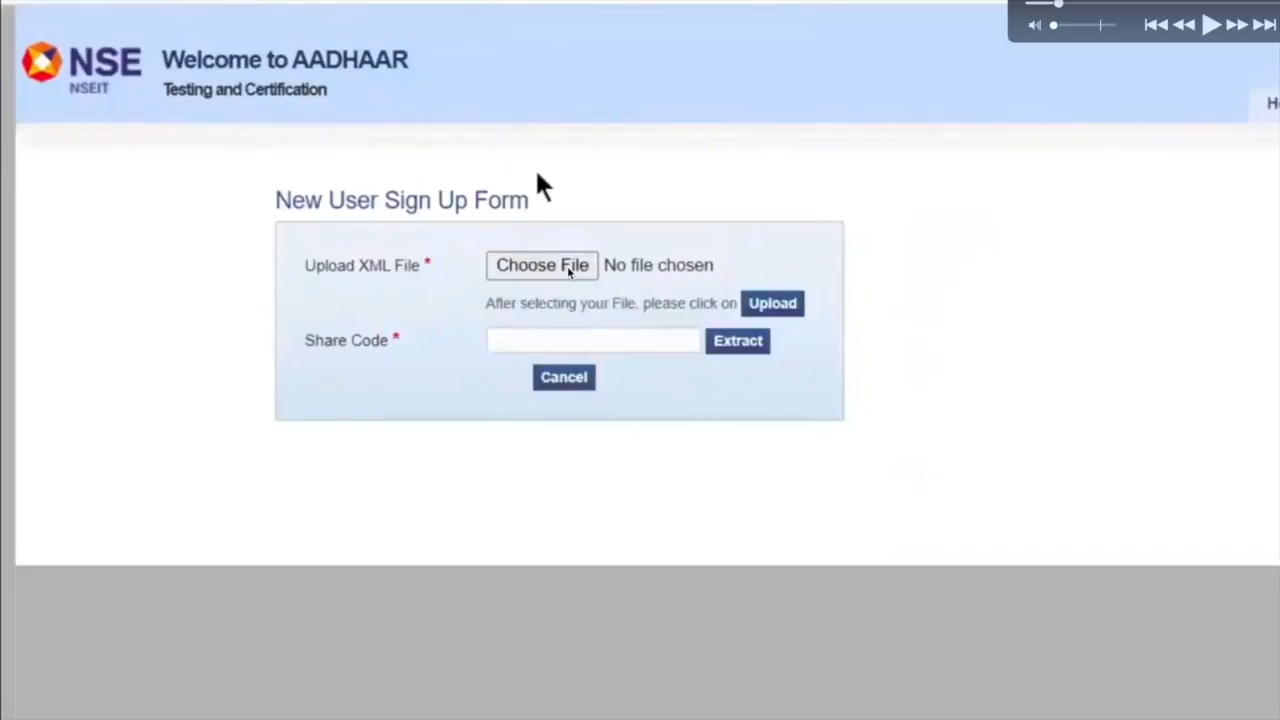 NSE
NSEIT
Welcome to AADHAAR
Testing and Certification
New User Sign Up Form
Upload XML File * Choose File No file chosen
After selecting your File, please click on Upload
Share Code * Extract
Cancel